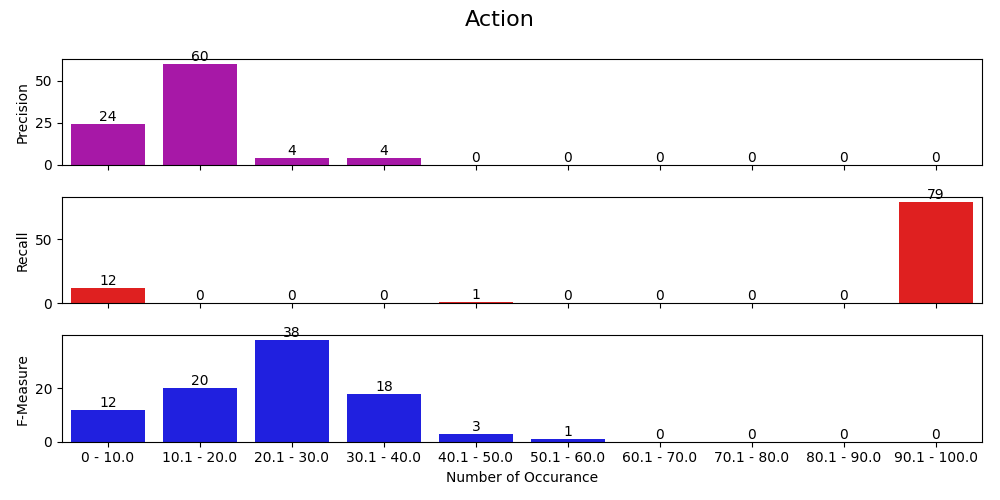 Action
Precision
50
25
0
24 60 4 4 0 0 0 0 0 0
Recall
50
0
12 0 0 0 1 0 0 0 0 79
F-Measure
20
0
12 20 38 18 3 1 0 0 0 0
0 - 10.0 10.1 - 20.0 20.1 - 30.0 30.1 - 40.0 40.1 - 50.0 50.1 - 60.0 60.1 - 70.0 70.1 - 80.0 80.1 - 90.0 90.1 - 100.0
Number of Occurance